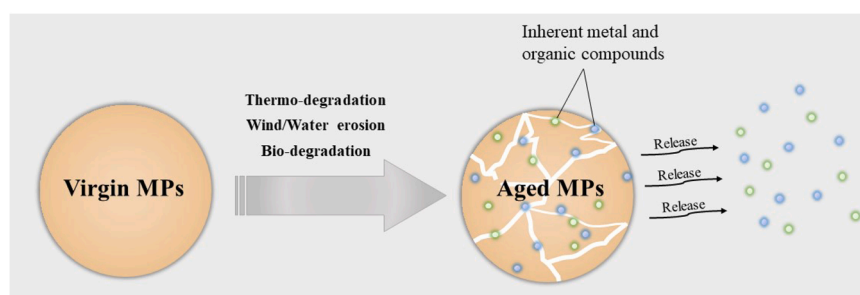 Inherent metal and
organic compounds
Thermo-degradation
Wind/Water erosion
Bio-degradation
Virgin MPs
Aged MPs
Release
Release
Release